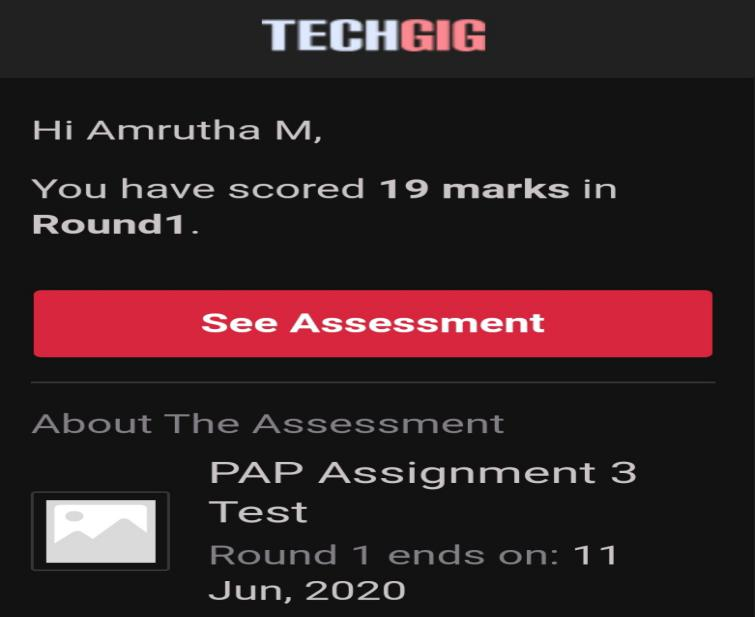 TECHGIG
Hi Amrutha M,
You have scored 19 marks in
Round1.
See Assessment
About The Assessment
PAP Assignment 3
Test
Round 1 ends on: 11
Jun, 2020